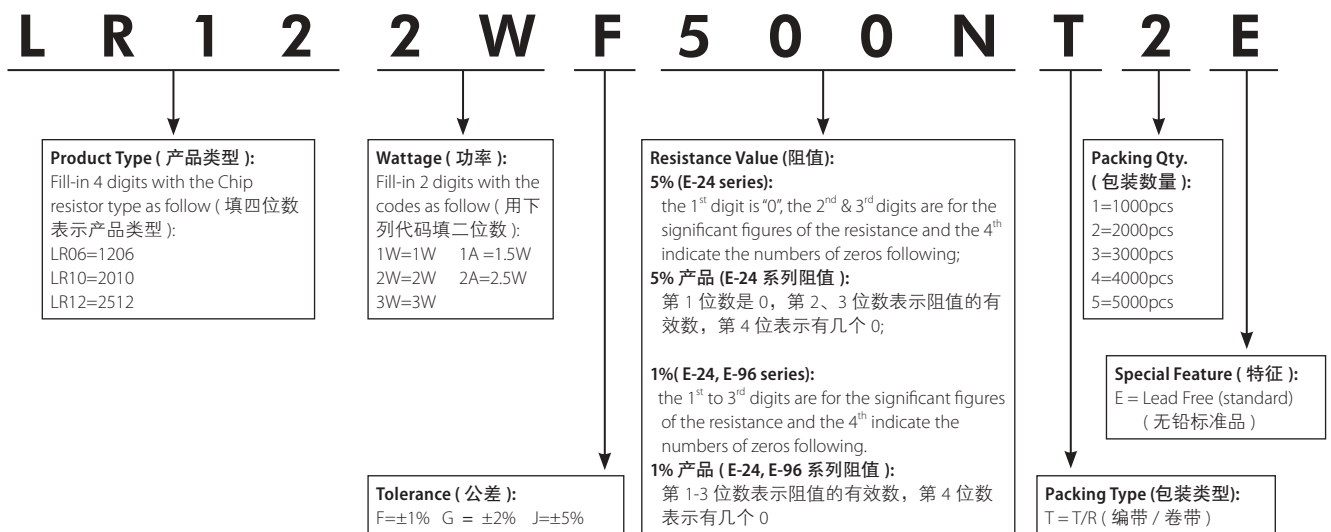 L R 1 2 2 W F 5 0 0 N T 2 E
Product Type ( 产品类型 ):
Fill-in 4 digits with the Chip
resistor type as follow ( 填四位数
表示产品类型 ):
LR06=1206
LR10=2010
LR12=2512
Wattage ( 功率 ):
Fill-in 2 digits with the
codes as follow ( 用下
列代码填二位数 ):
1W=1W 1A =1.5W
2W=2W 2A=2.5W
3W=3W
Tolerance ( 公差 ):
F=±1% G = ±2% J=±5%
Resistance Value (阻值):
5% (E-24 series):
the 1st digit is "0", the 2nd & 3rd digits are for the
significant figures of the resistance and the 4th
indicate the numbers of zeros following;
5% 产品 (E-24 系列阻值 ):
第 1 位数是 0，第 2、3 位数表示阻值的有
效数，第 4 位表示有几个 0;
1%( E-24, E-96 series):
the 1st to 3rd digits are for the significant figures
of the resistance and the 4th indicate the
numbers of zeros following.
1% 产品 ( E-24, E-96 系列阻值 ):
第 1-3 位数表示阻值的有效数，第 4 位数
表示有几个 0
Packing Qty.
( 包装数量 ):
1=1000pcs
2=2000pcs
3=3000pcs
4=4000pcs
5=5000pcs
Special Feature ( 特征 ):
E = Lead Free (standard)
( 无铅标准品 )
Packing Type (包装类型):
T = T/R ( 编带 / 卷带 )